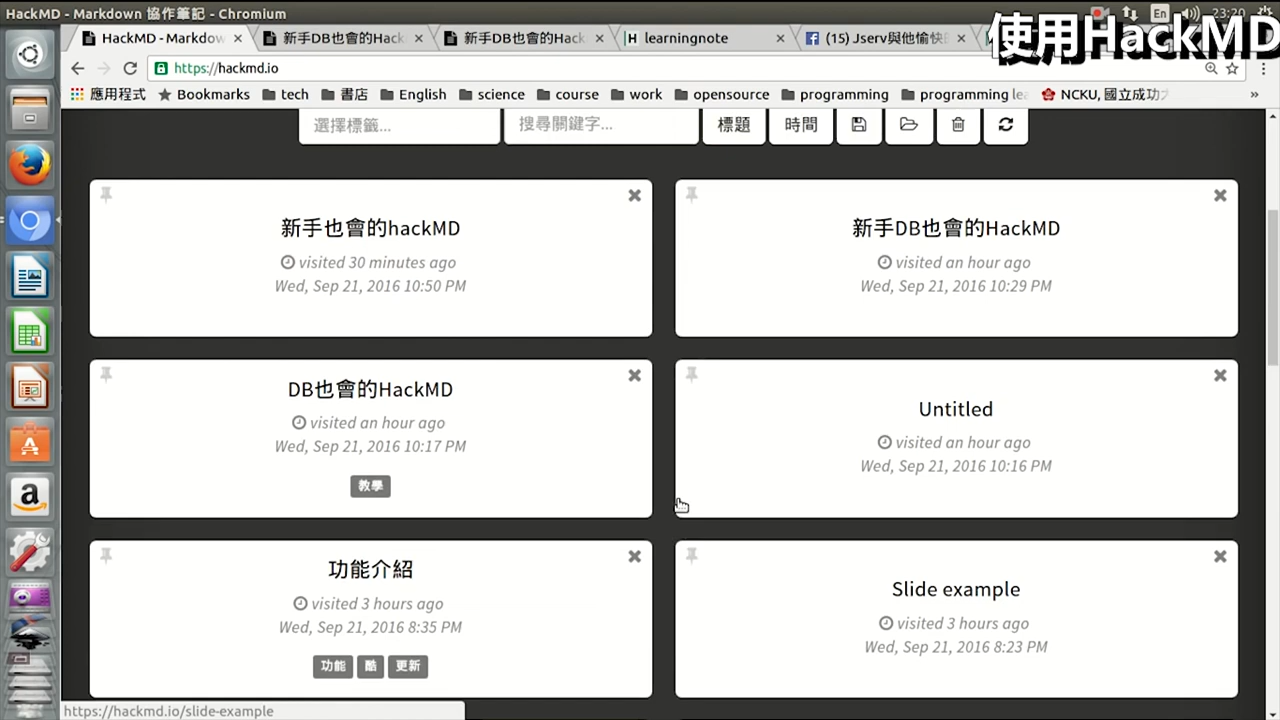 HackMD - Markdown 協作筆記 - Chromium
En
23:20
使用HackMD
HackMD - Markdow
新手DB也會的Hack
新手DB也會的Hack
learningnote
(15) Jserv與他愉快
https://hackmd.io
應用程式
Bookmarks
tech
書店
English
science
course
work
opensource
programming
programming lea
NCKU, 國立成功
選擇標籤...
搜尋關鍵字...
標題
時間
新手也會的hackMD
visited 30 minutes ago
Wed, Sep 21, 2016 10:50 PM
新手DB也會的HackMD
visited an hour ago
Wed, Sep 21, 2016 10:29 PM
DB也會的HackMD
visited an hour ago
Wed, Sep 21, 2016 10:17 PM
教學
Untitled
visited an hour ago
Wed, Sep 21, 2016 10:16 PM
功能介紹
visited 3 hours ago
Wed, Sep 21, 2016 8:35 PM
功能
酷
更新
Slide example
visited 3 hours ago
Wed, Sep 21, 2016 8:23 PM
https://hackmd.io/slide-example